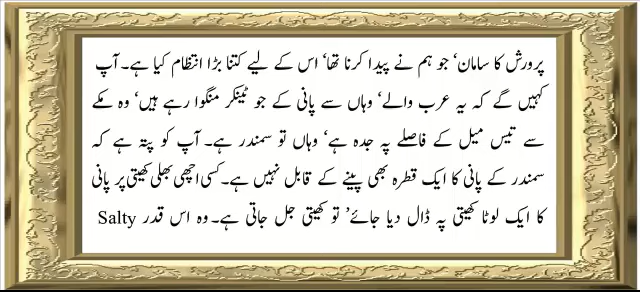 پرورش کا سامان، جو ہم نے پیدا کرنا تھا، اس کے لیے کتنا بڑا انتظام کیا ہے۔ آپ
کہیں گے کہ یہ عرب والے، وہاں سے پانی کے جو ٹینکر منگوا رہے ہیں، وہ مکے
سے تیس میل کے فاصلے پہ جدہ ہے، وہاں تو سمندر ہے۔ آپ کو پتہ ہے کہ
سمندر کے پانی کا ایک قطرہ بھی پینے کے قابل نہیں ہے۔ کسی اچھی بھلی کھیتی پر پانی
کا ایک لوٹا کھیتی پہ ڈال دیا جائے، تو کھیتی جل جاتی ہے۔ وہ اس قدر Salty